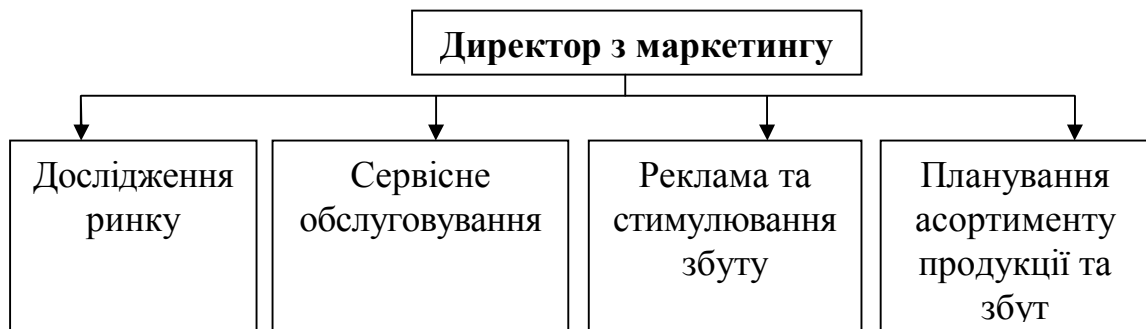 Директор з маркетингу
Дослідження
ринку
Сервісне
обслуговування
Реклама та
стимулювання
збуту
Планування
асортименту
продукції та
збут